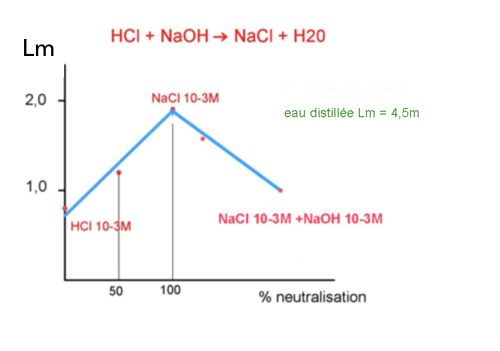 HCl + NaOH → NaCl + H20
Lm
2,0
NaCl 10-3M
eau distillée Lm = 4,5m
1,0
HCl 10-3M
NaCl 10-3M +NaOH 10-3M
50
100
% neutralisation